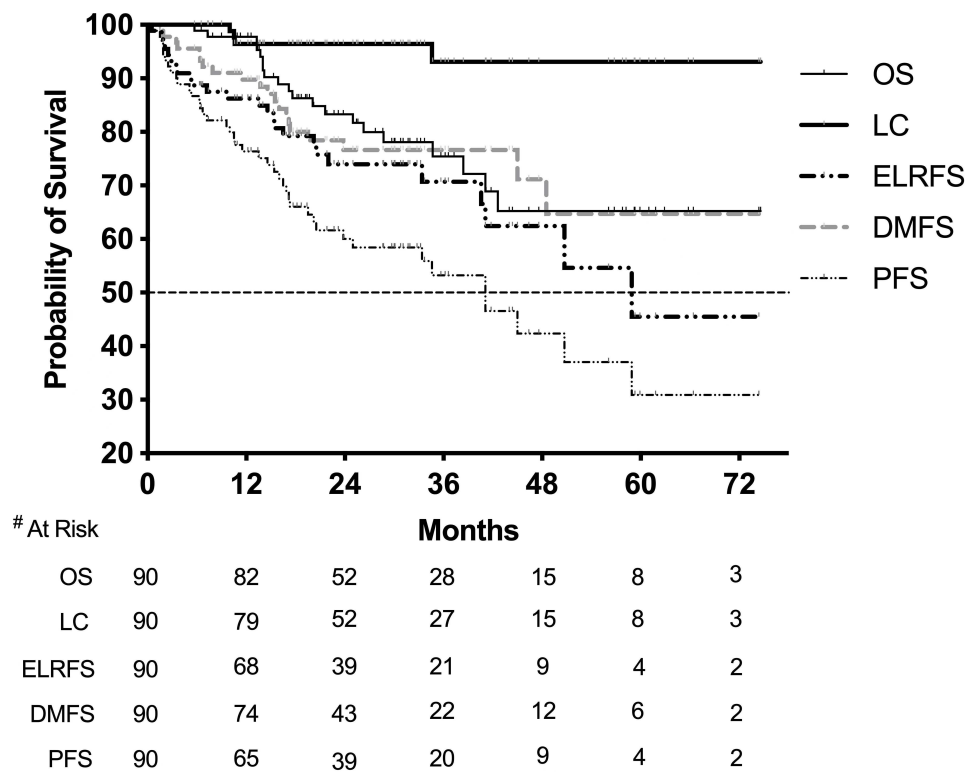 100
90
80
70
60
50
40
30
20
Probability of Survival
OS
LC
ELRFS
DMFS
PFS
0 12 24 36 48 60 72
# At Risk
Months
OS 90 82 52 28 15 8 3
LC 90 79 52 27 15 8 3
ELRFS 90 68 39 21 9 4 2
DMFS 90 74 43 22 12 6 2
PFS 90 65 39 20 9 4 2